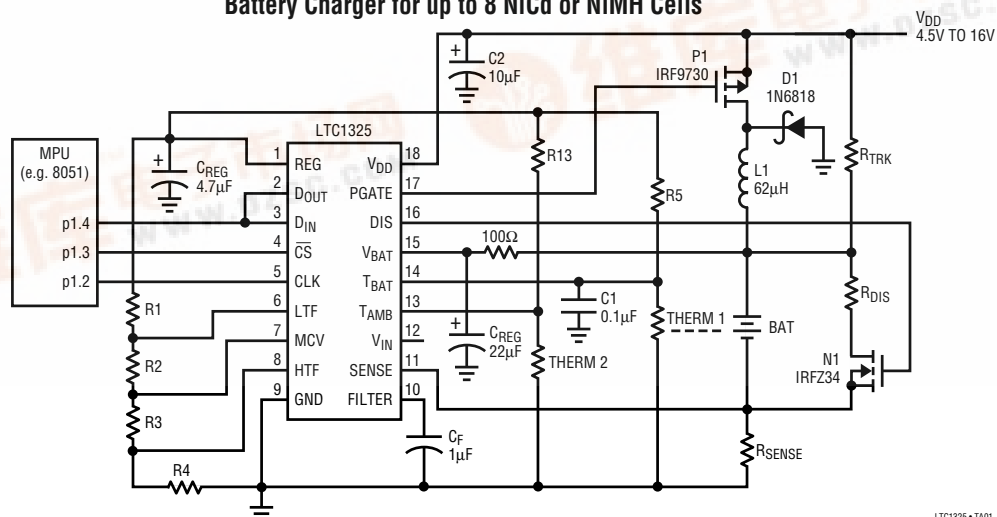 Battery Charger for up to 8 NiCd or NiMH Cells
VDD
4.5V TO 16V
P1
IRF9730
D1
1N6818
C2
10µF
LTC1325
MPU
(e.g. 8051)
p1.4
p1.3
p1.2
CREG
4.7µF
1 REG
2 DOUT
3 DIN
4 CS
5 CLK
6 LTF
7 MCV
8 HTF
9 GND
VDD 18
PGATE 17
DIS 16
VBAT 15
TBAT 14
TAMB 13
VIN 12
SENSE 11
FILTER 10
R13
R5
L1
62µH
RTRK
100Ω
C1
0.1µF
THERM 1
BAT
RDIS
CREG
22µF
THERM 2
N1
IRFZ34
R1
R2
R3
R4
CF
1µF
RSENSE
LTC1325 • TA01